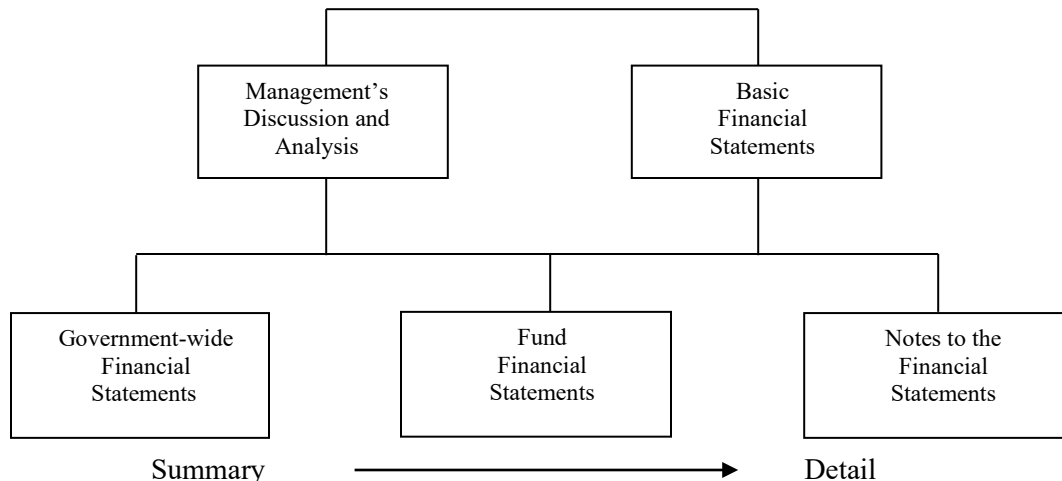 Management’s
Discussion and
Analysis
Basic
Financial
Statements
Government-wide
Financial
Statements
Fund
Financial
Statements
Notes to the
Financial
Statements
Summary
Detail